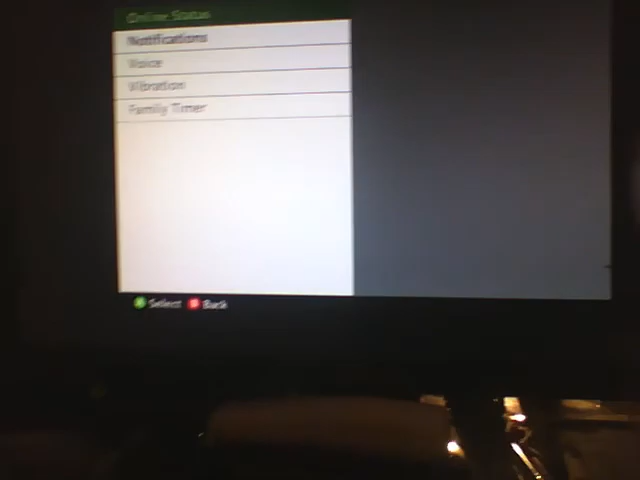 Online Status
Notifications
Voice
Vibration
Family Timer
Select Back